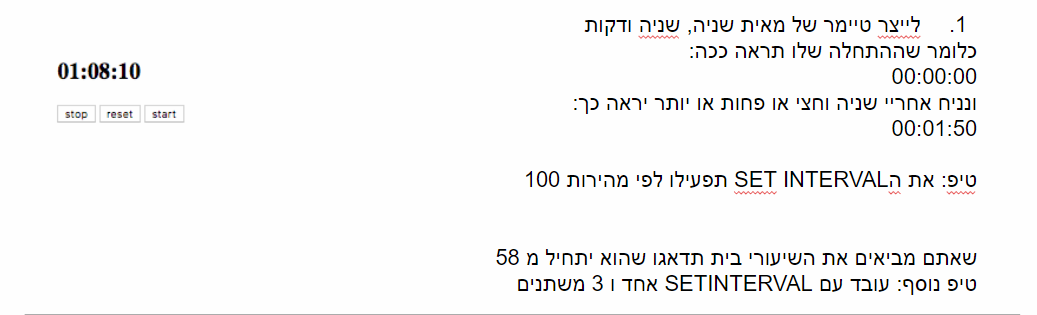 1. לייצר טיימר של מאית שניה, שניה ודקות
כלומר שההתחלה שלו תראה ככה:
00:00:00
ונניח אחריי שניה וחצי או פחות או יותר יראה כך:
00:01:50
טיפ: את הSET INTERVAL תפעילו לפי מהירות 100
שאתם מביאים את השיעורי בית תדאגו שהוא יתחיל מ 58
טיפ נוסף: עובד עם SETINTERVAL אחד ו 3 משתנים
01:08:10
stop reset start